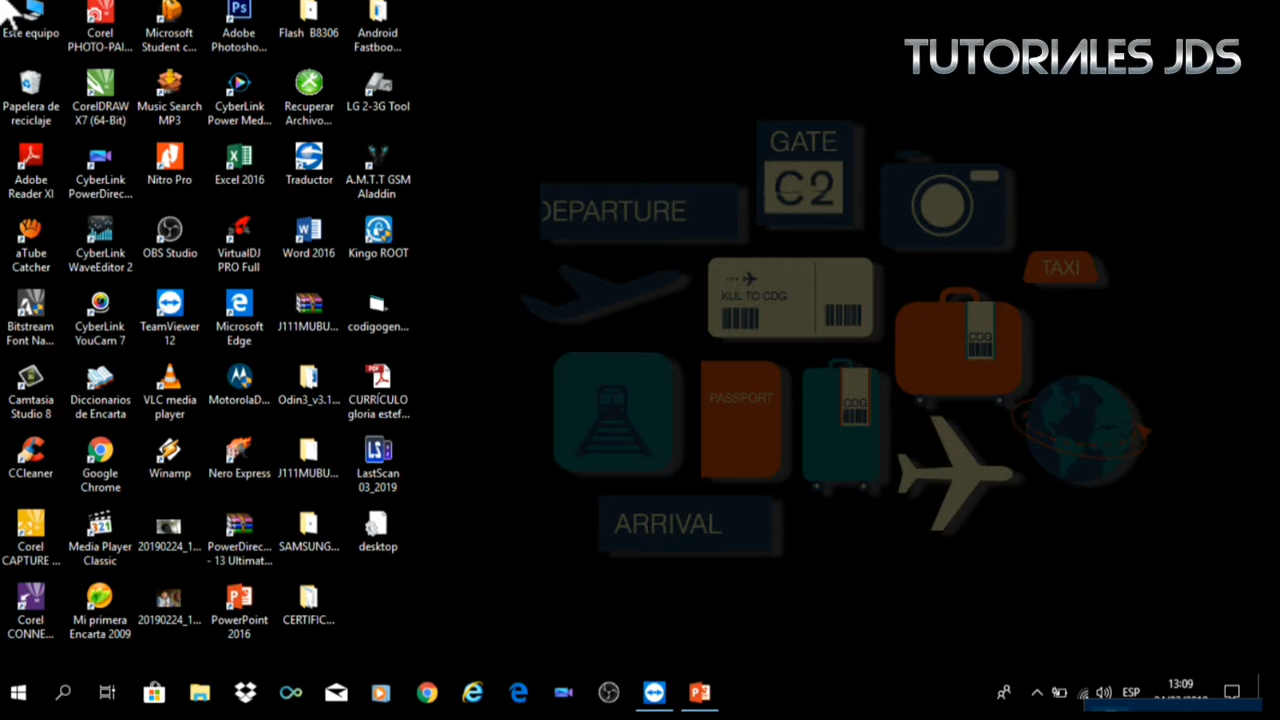 Este equipo
Corel
PHOTO-PAI...
Microsoft
Student c...
Adobe
Photosho...
Flash B8306
Android
Fastboo...
TUTORIALES JDS
Papelera de
reciclaje
CorelDRAW
X7 (64-Bit)
Music Search
MP3
CyberLink
Power Med...
Recuperar
Archivo...
LG 2-3G Tool
Adobe
Reader XI
CyberLink
PowerDirec...
Nitro Pro
Excel 2016
Traductor
A.M.T.T GSM
Aladdin
aTube
Catcher
CyberLink
WaveEditor 2
OBS Studio
VirtualDJ
PRO Full
Word 2016
Kingo ROOT
Bitstream
Font Na...
CyberLink
YouCam 7
TeamViewer
12
Microsoft
Edge
J111MUBU...
codigogen...
Camtasia
Studio 8
Diccionarios
de Encarta
VLC media
player
MotorolaD...
Odin3_v3.1...
CURRÍCULO
gloria estef...
CCleaner
Google
Chrome
Winamp
Nero Express
J111MUBU...
LastScan
03_2019
Corel
CAPTURE ...
Media Player
Classic
20190224_1...
PowerDirec...
- 13 Ultimat...
SAMSUNG...
desktop
Corel
CONNE...
Mi primera
Encarta 2009
20190224_1...
PowerPoint
2016
CERTIFIC...
GATE
C2
DEPARTURE
TAXI
KUL TO CDG
CDG
PASSPORT
CDG
ARRIVAL
ESP
13:09